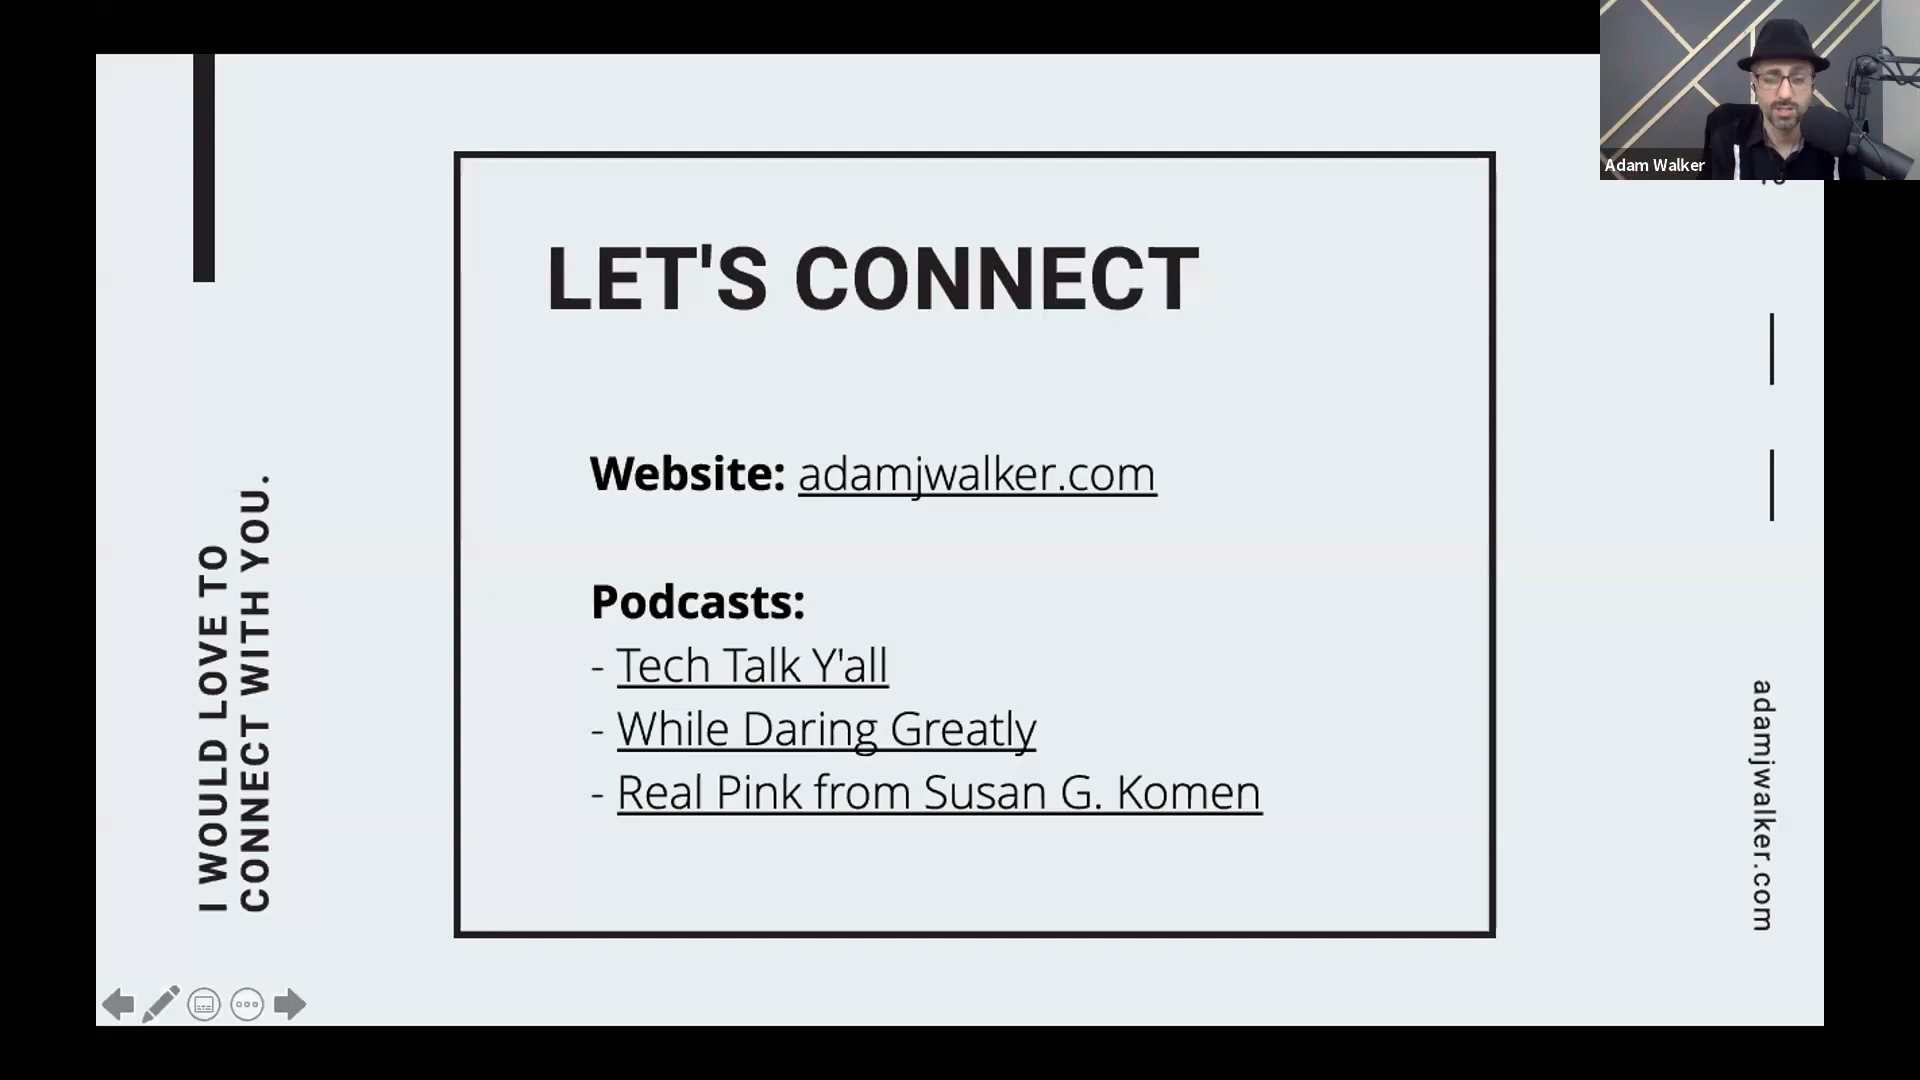 Adam Walker
LET'S CONNECT
Website: adamjwalker.com
Podcasts:
- Tech Talk Y'all
- While Daring Greatly
- Real Pink from Susan G. Komen
I WOULD LOVE TO
CONNECT WITH YOU.
adamjwalker.com